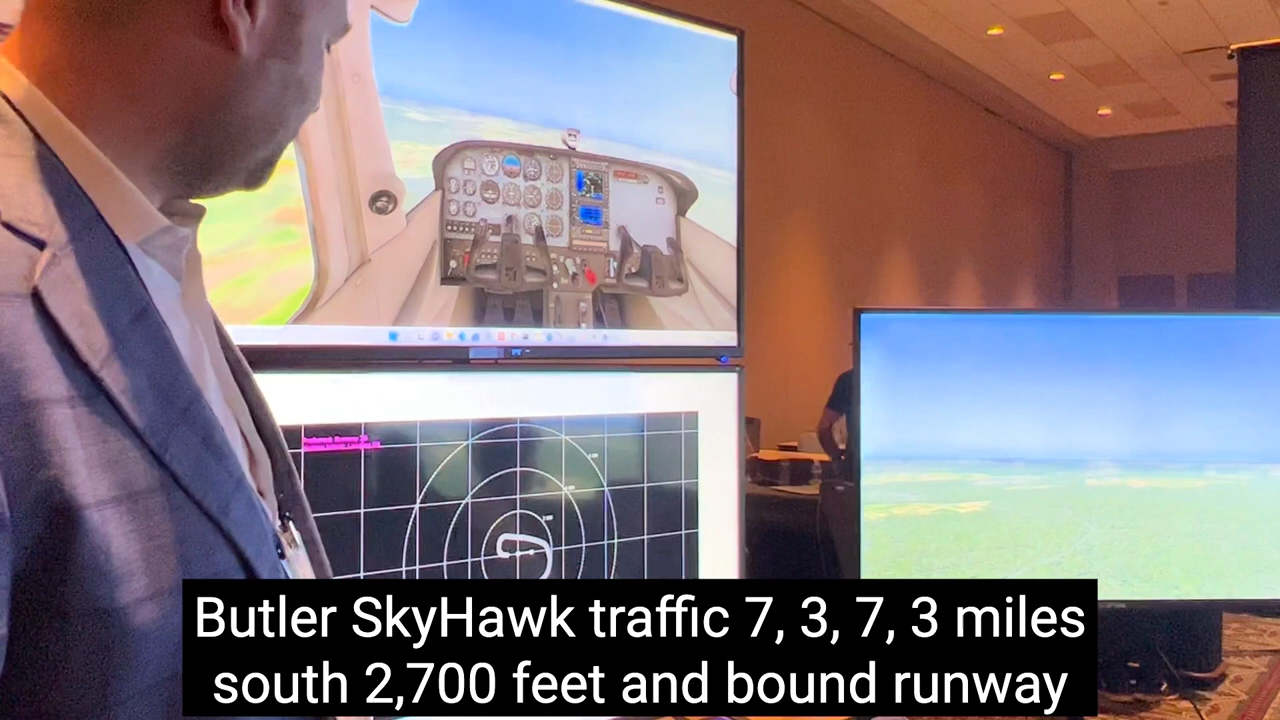 Butler SkyHawk traffic 7, 3, 7, 3 miles
south 2,700 feet and bound runway